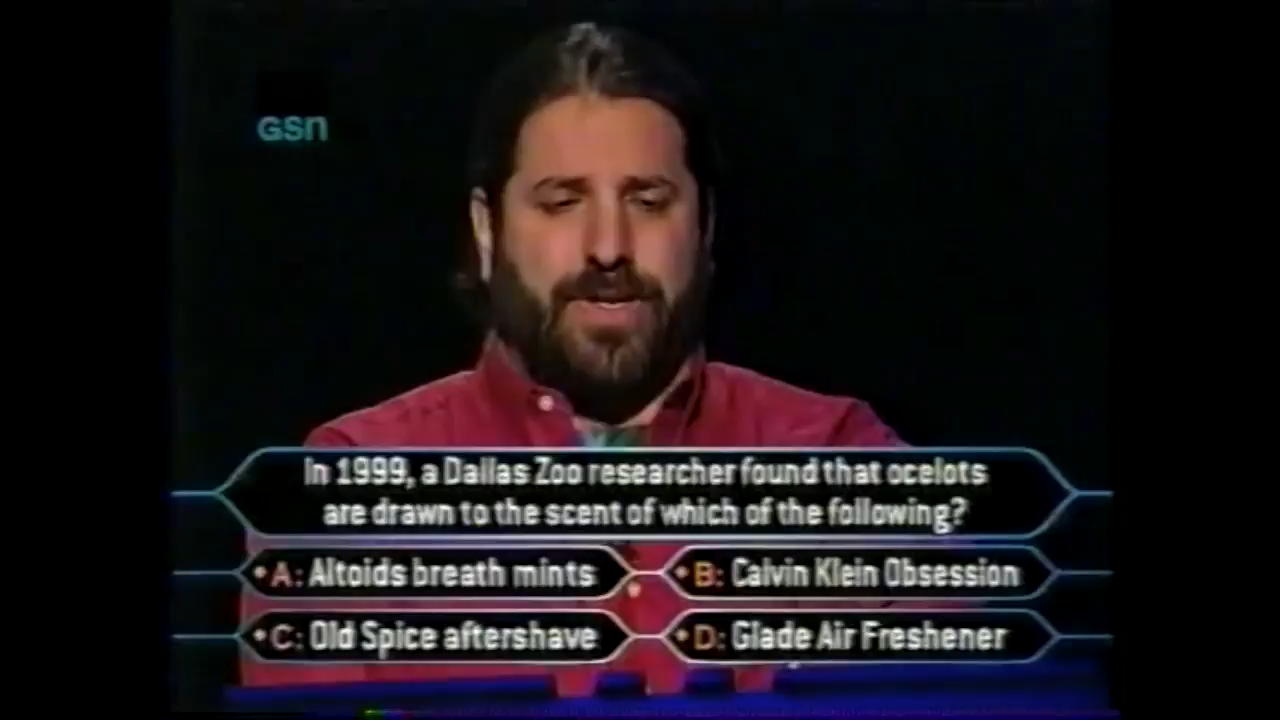 GSN
In 1999, a Dallas Zoo researcher found that ocelots
are drawn to the scent of which of the following?
A: Altoids breath mints
B: Calvin Klein Obsession
C: Old Spice aftershave
D: Glade Air Freshener